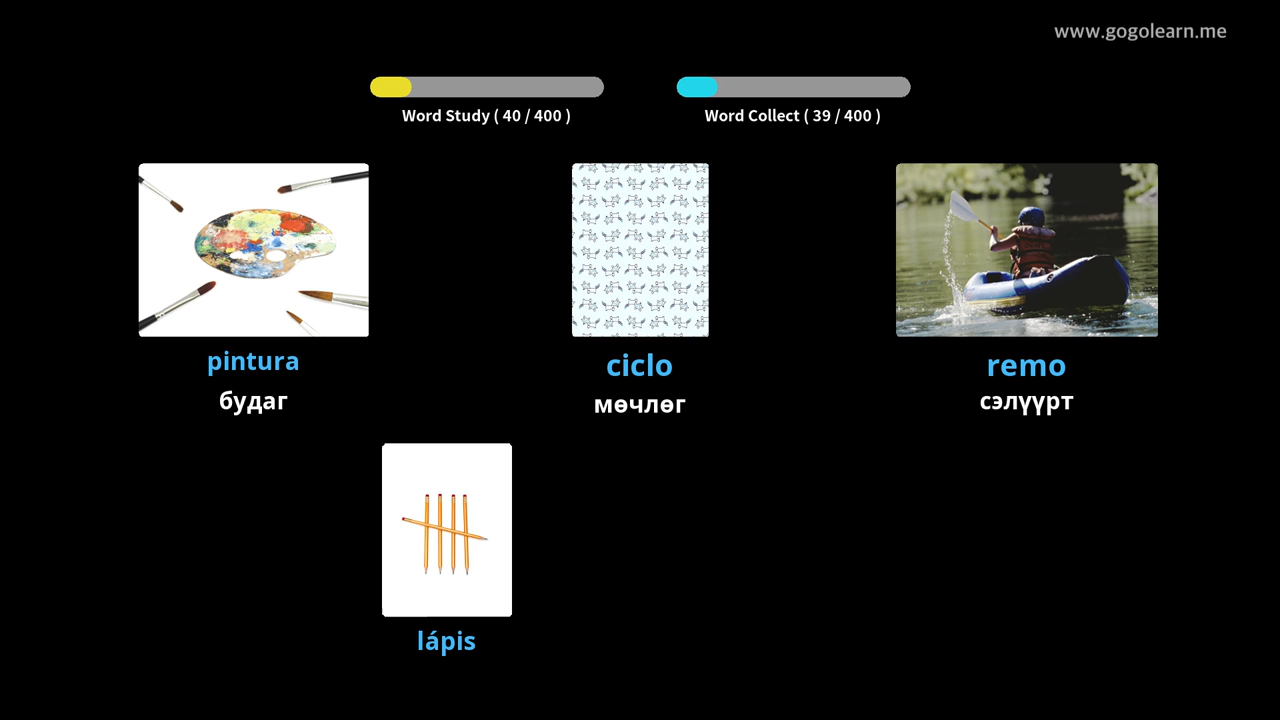 www.gogolearn.me
Word Study ( 40 / 400 )
Word Collect ( 39 / 400 )
pintura
ciclo
remo
будаг
мөчлөг
сэлүүрт
lápis